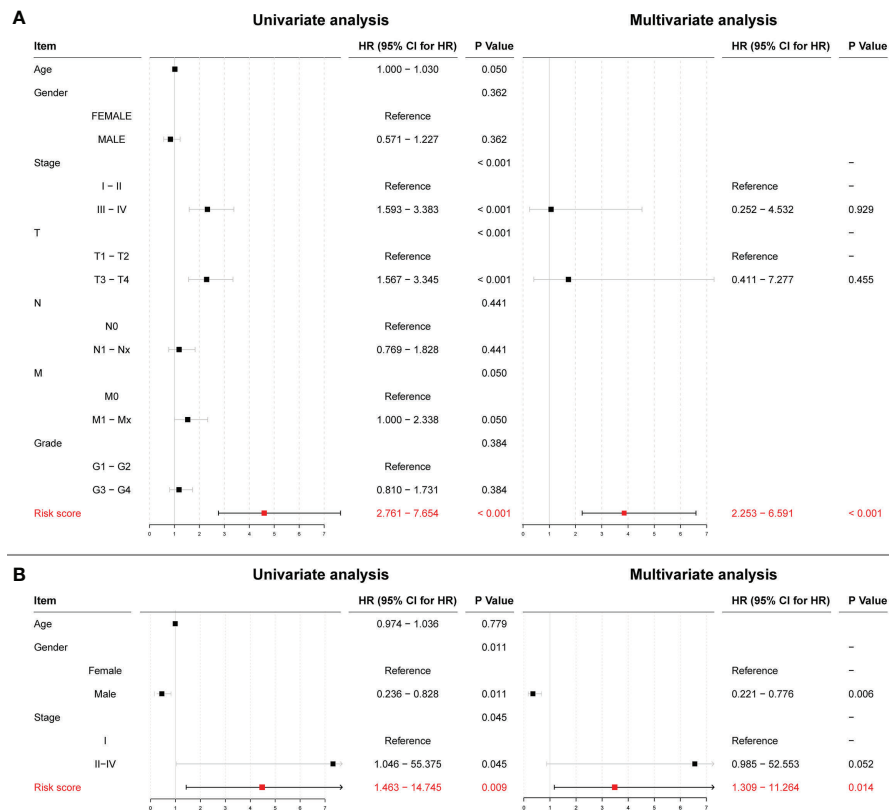 A
Univariate analysis Multivariate analysis
Item HR (95% CI for HR) P Value HR (95% CI for HR) P Value
Age 1.000 − 1.030 0.050
Gender 0.362
FEMALE Reference
MALE 0.571 − 1.227 0.362
Stage < 0.001 −
I − II Reference Reference −
III − IV 1.593 − 3.383 < 0.001 0.252 − 4.532 0.929
T < 0.001 −
T1 − T2 Reference Reference −
T3 − T4 1.567 − 3.345 < 0.001 0.411 − 7.277 0.455
N 0.441
N0 Reference
N1 − Nx 0.769 − 1.828 0.441
M 0.050
M0 Reference
M1 − Mx 1.000 − 2.338 0.050
Grade 0.384
G1 − G2 Reference
G3 − G4 0.810 − 1.731 0.384
Risk score 2.761 − 7.654 < 0.001 2.253 − 6.591 < 0.001
0 1 2 3 4 5 6 7 0 1 2 3 4 5 6 7
B
Univariate analysis Multivariate analysis
Item HR (95% CI for HR) P Value HR (95% CI for HR) P Value
Age 0.974 − 1.036 0.779
Gender 0.011 −
Female Reference Reference −
Male 0.236 − 0.828 0.011 0.221 − 0.776 0.006
Stage 0.045 −
I Reference Reference −
II−IV 1.046 − 55.375 0.045 0.985 − 52.553 0.052
Risk score 1.463 − 14.745 0.009 1.309 − 11.264 0.014
0 1 2 3 4 5 6 7 0 1 2 3 4 5 6 7